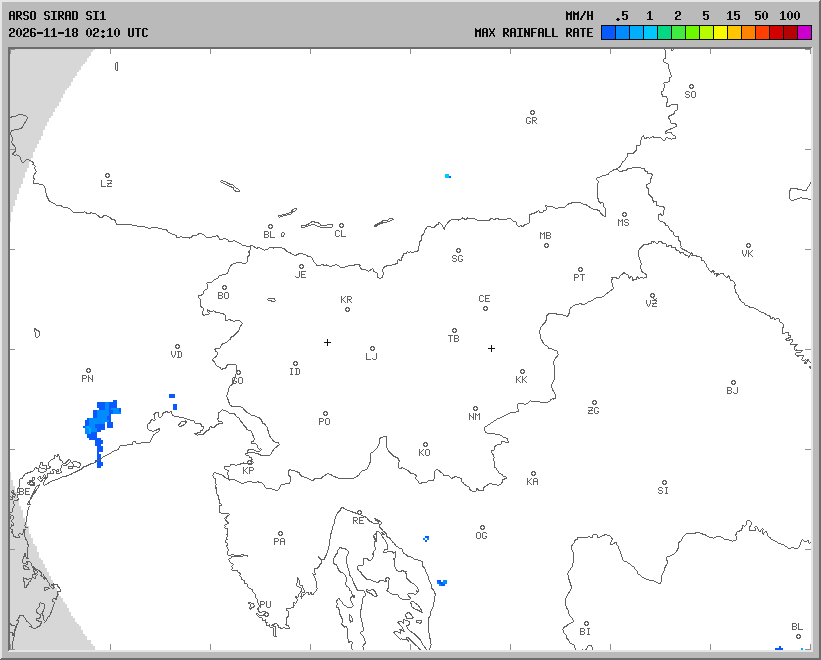 ARSO SIRAD SI1
MM/H .5 1 2 5 15 50 100
2026-11-18 02:10 UTC
MAX RAINFALL RATE
SO
GR
LZ
MS
BL
CL
MB
VK
SG
JE
PT
BO
KR
CE
VZ
TB
VD
LJ
ID
GO
PN
KK
BJ
NM
ZG
PO
KO
KP
KA
BE
SI
RE
OG
PA
PU
BI
BL